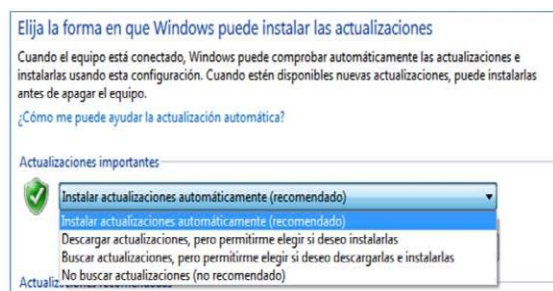 Elija la forma en que Windows puede instalar las actualizaciones
Cuando el equipo está conectado, Windows puede comprobar automáticamente las actualizaciones e
instalarlas usando esta configuración. Cuando estén disponibles nuevas actualizaciones, puede instalarlas
antes de apagar el equipo.
¿Cómo me puede ayudar la actualización automática?
Actualizaciones importantes
Instalar actualizaciones automáticamente (recomendado)
Instalar actualizaciones automáticamente (recomendado)
Descargar actualizaciones, pero permitirme elegir si deseo instalarlas
Buscar actualizaciones, pero permitirme elegir si deseo descargarlas e instalarlas
No buscar actualizaciones (no recomendado)